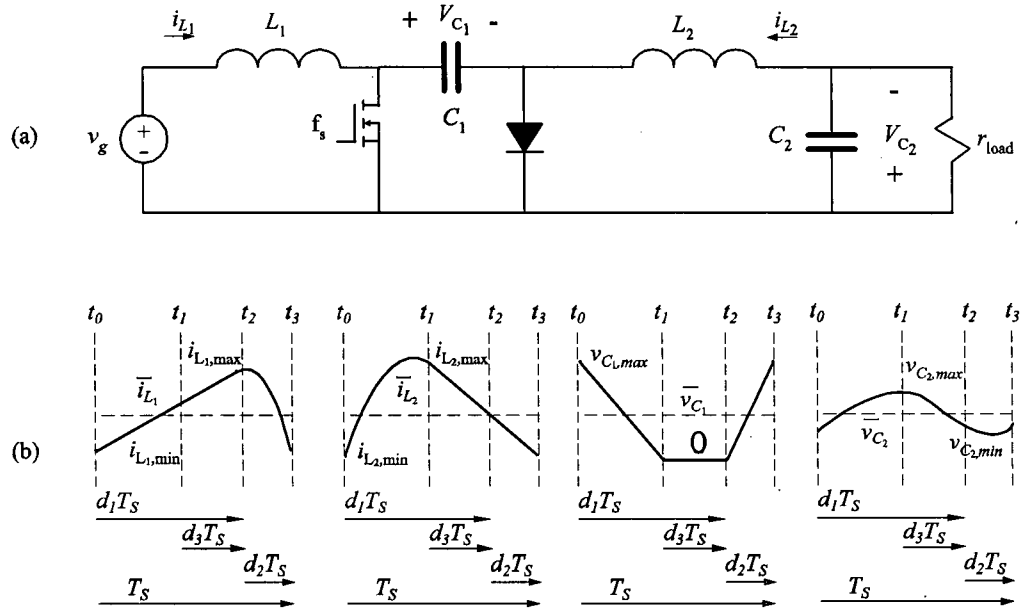 i_L1 L_1 + V_C1 - L_2 i_L2
(a) v_g + - f_s C_1 C_2 - V_C2 + r_load
t_0 t_1 t_2 t_3 t_0 t_1 t_2 t_3 t_0 t_1 t_2 t_3 t_0 t_1 t_2 t_3
i_L1,max i_L2,max v_C1,max v_C2,max
i̅_L1 i̅_L2 v̅_C1 v̅_C2
(b) i_L1,min i_L2,min 0 v_C2,min
d_1T_S d_1T_S d_1T_S d_1T_S
d_3T_S d_3T_S d_3T_S d_3T_S
d_2T_S d_2T_S d_2T_S d_2T_S
T_S T_S T_S T_S